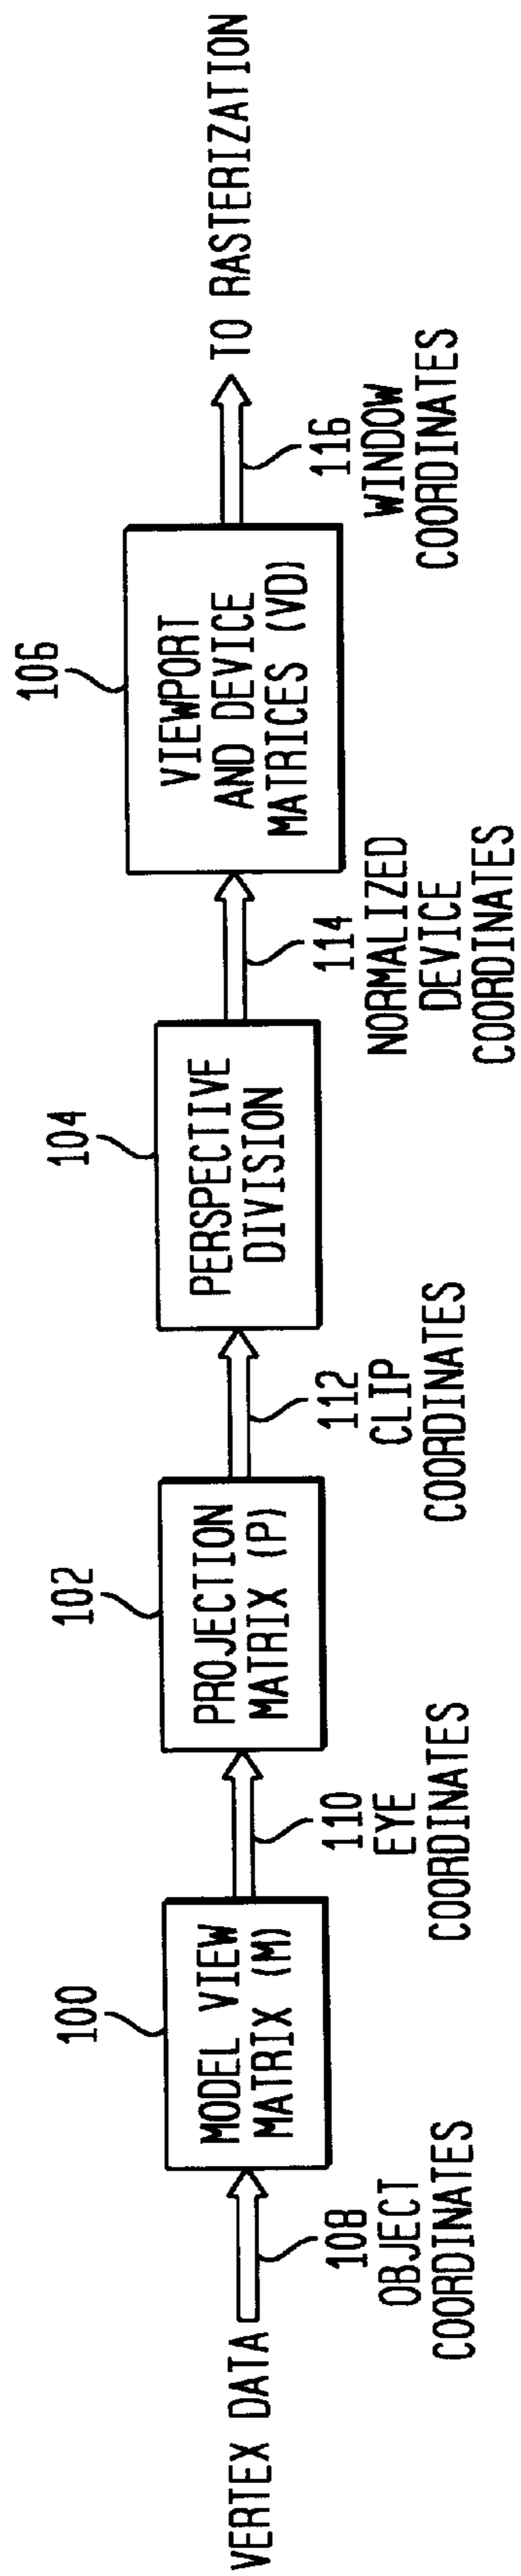 VERTEX DATA
108
OBJECT
COORDINATES
100
MODEL VIEW
MATRIX (M)
110
EYE
COORDINATES
102
PROJECTION
MATRIX (P)
112
CLIP
COORDINATES
104
PERSPECTIVE
DIVISION
114
NORMALIZED
DEVICE
COORDINATES
106
VIEWPORT
AND DEVICE
MATRICES (VD)
116
WINDOW
COORDINATES
TO RASTERIZATION